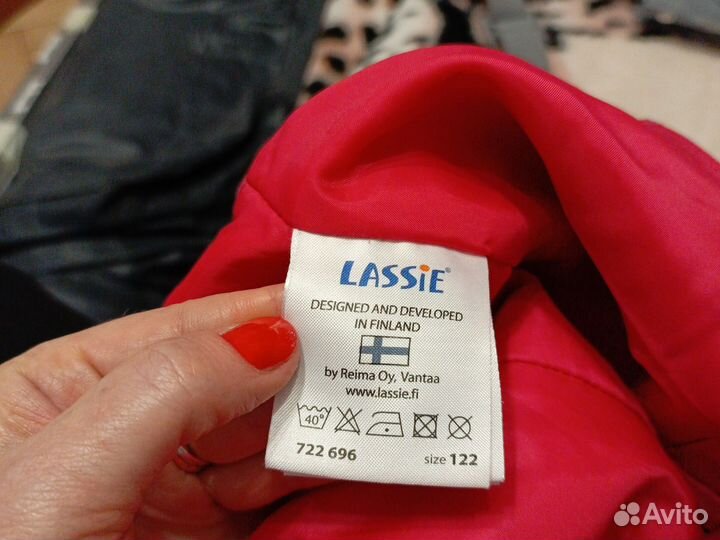 LASSiE®
DESIGNED AND DEVELOPED
IN FINLAND
by Reima Oy, Vantaa
www.lassie.fi
40°
722 696 size 122
Avito